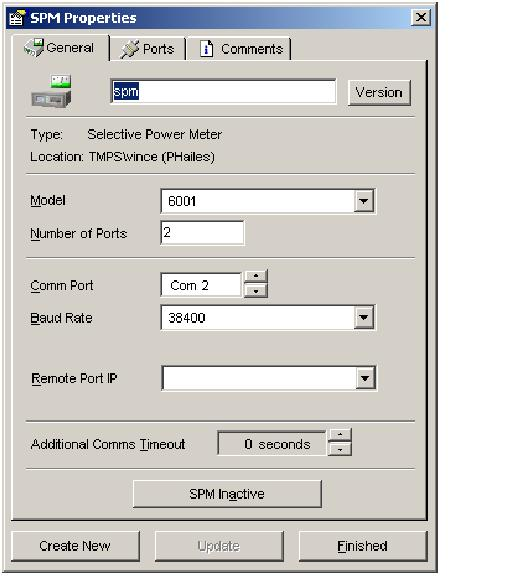 SPM Properties
General Ports Comments
spm Version
Type: Selective Power Meter
Location: TMPS\vince (PHailes)
Model 6001
Number of Ports 2
Comm Port Com 2
Baud Rate 38400
Remote Port IP
Additional Comms Timeout 0 seconds
SPM Inactive
Create New Update Finished